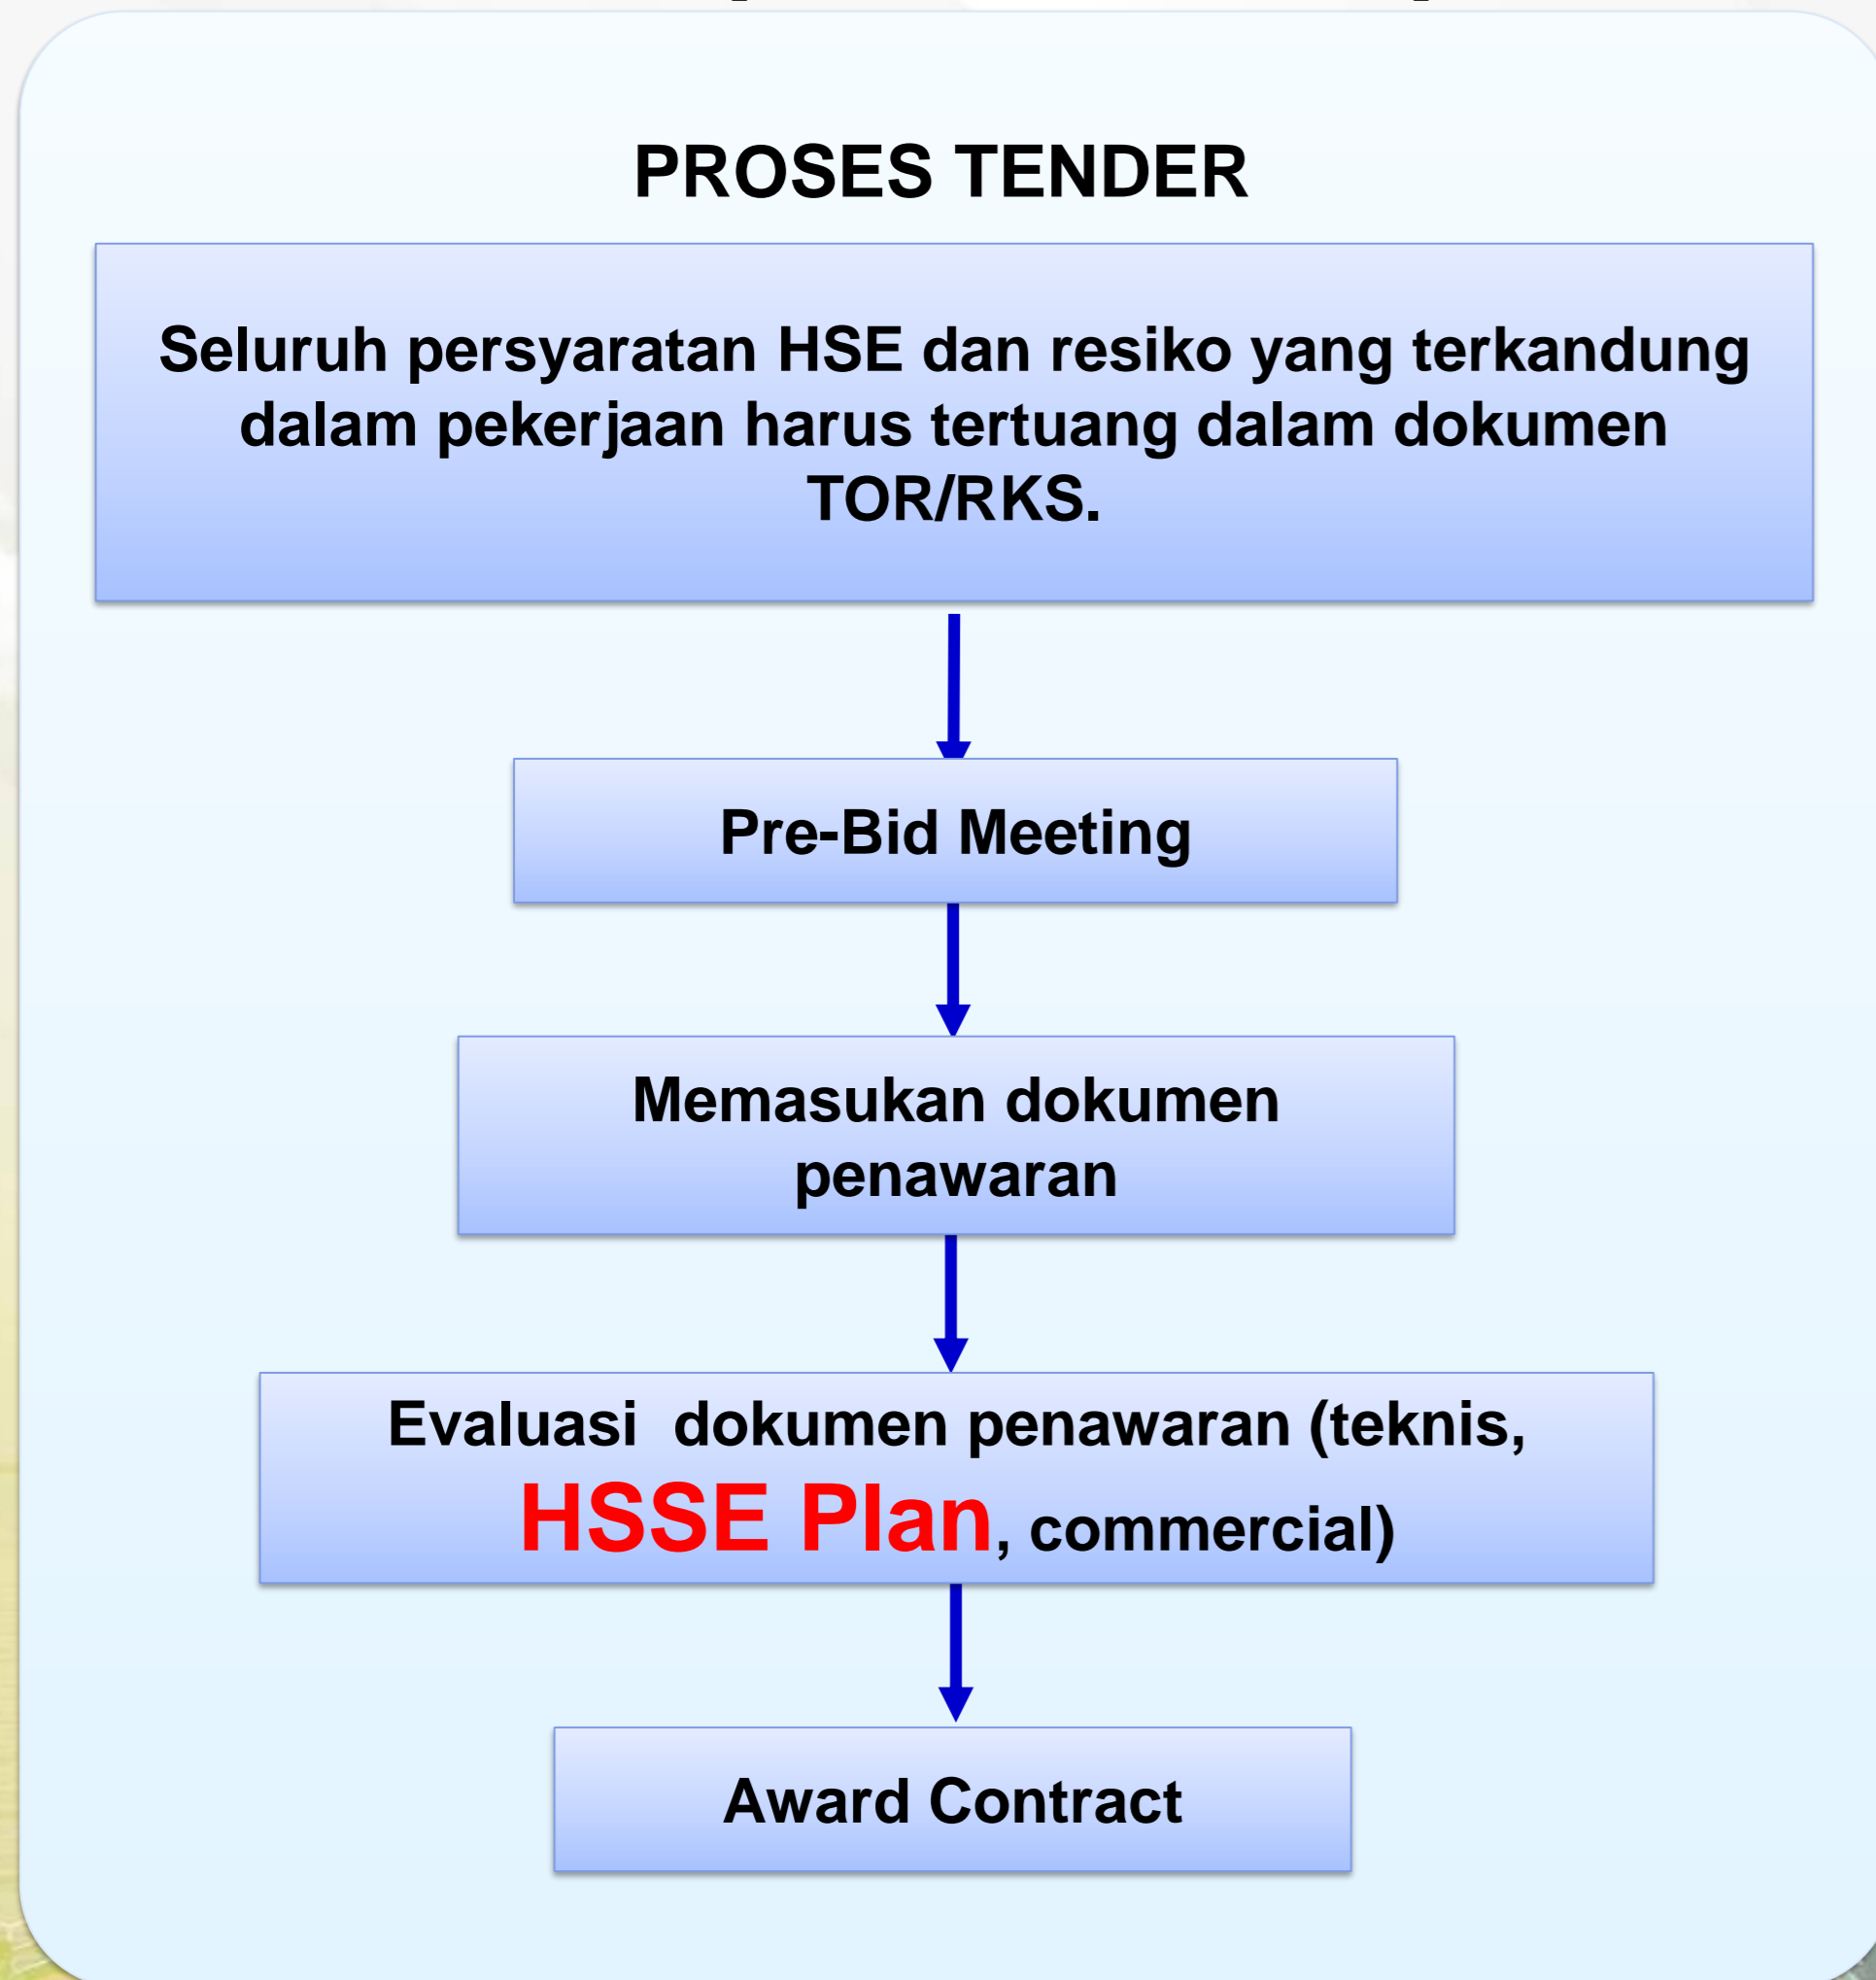 PROSES TENDER
Seluruh persyaratan HSE dan resiko yang terkandung
dalam pekerjaan harus tertuang dalam dokumen
TOR/RKS.
Pre-Bid Meeting
Memasukan dokumen
penawaran
Evaluasi  dokumen penawaran (teknis,
HSSE Plan, commercial)
Award Contract